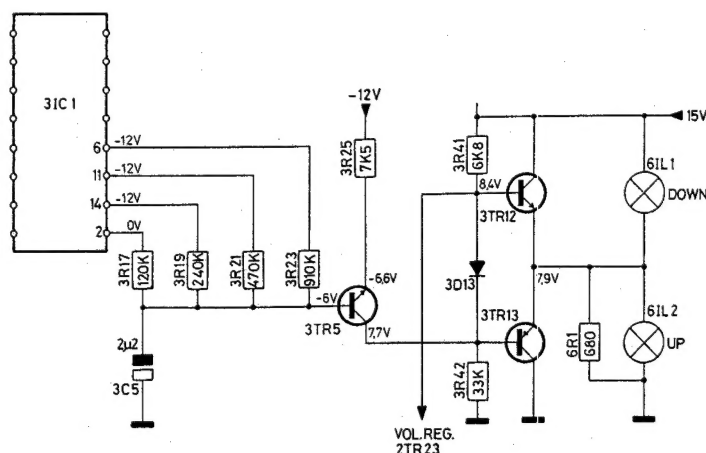 3IC1
6
-12V
11
-12V
14
-12V
2
0V
3R17
120K
3R19
240K
3R21
470K
3R23
910K
2µ2
3C5
-12V
3R25
7K5
-6,6V
-6V
3TR5
7,7V
3R41
6K8
8,4V
3TR12
3D13
3TR13
7,9V
3R42
33K
VOL.REG.
2TR23
15V
6IL1
DOWN
6IL2
UP
6R1
680